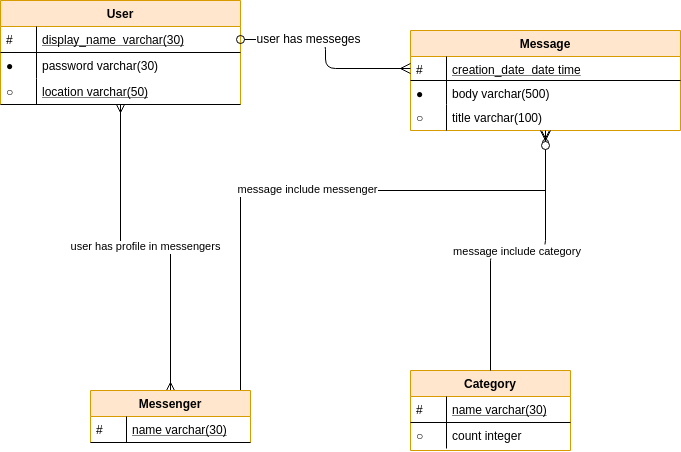 User
# display_name varchar(30)
● password varchar(30)
○ location varchar(50)
user has messeges
Message
# creation_date date time
● body varchar(500)
○ title varchar(100)
message include messenger
user has profile in messengers
message include category
Messenger
# name varchar(30)
Category
# name varchar(30)
○ count integer